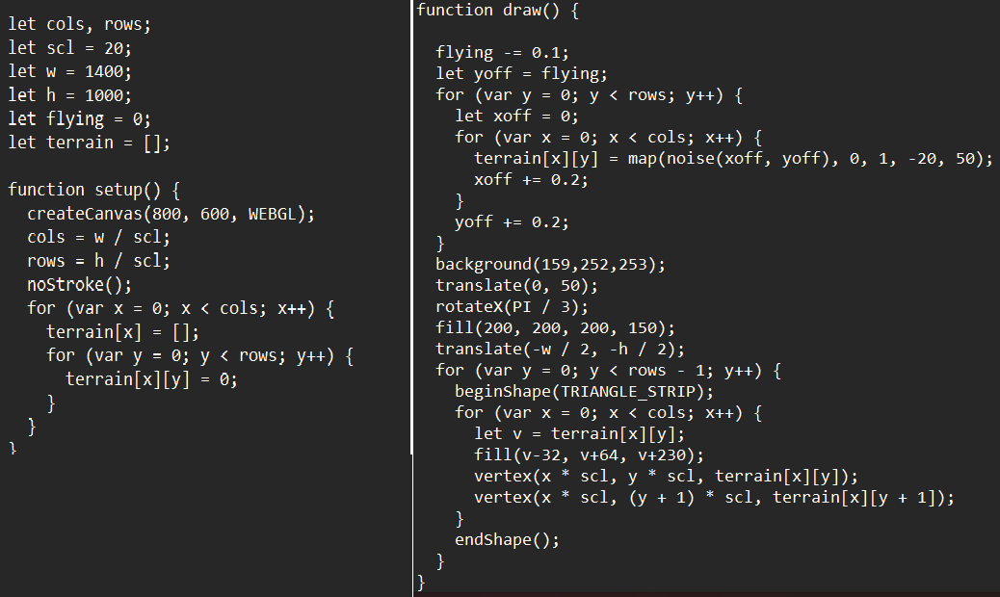 let cols, rows;
let scl = 20;
let w = 1400;
let h = 1000;
let flying = 0;
let terrain = [];

function setup() {
  createCanvas(800, 600, WEBGL);
  cols = w / scl;
  rows = h / scl;
  noStroke();
  for (var x = 0; x < cols; x++) {
    terrain[x] = [];
    for (var y = 0; y < rows; y++) {
      terrain[x][y] = 0;
    }
  }
}
function draw() {

  flying -= 0.1;
  let yoff = flying;
  for (var y = 0; y < rows; y++) {
    let xoff = 0;
    for (var x = 0; x < cols; x++) {
      terrain[x][y] = map(noise(xoff, yoff), 0, 1, -20, 50);
      xoff += 0.2;
    }
    yoff += 0.2;
  }
  background(159,252,253);
  translate(0, 50);
  rotateX(PI / 3);
  fill(200, 200, 200, 150);
  translate(-w / 2, -h / 2);
  for (var y = 0; y < rows - 1; y++) {
    beginShape(TRIANGLE_STRIP);
    for (var x = 0; x < cols; x++) {
      let v = terrain[x][y];
      fill(v-32, v+64, v+230);
      vertex(x * scl, y * scl, terrain[x][y]);
      vertex(x * scl, (y + 1) * scl, terrain[x][y + 1]);
    }
    endShape();
  }
}